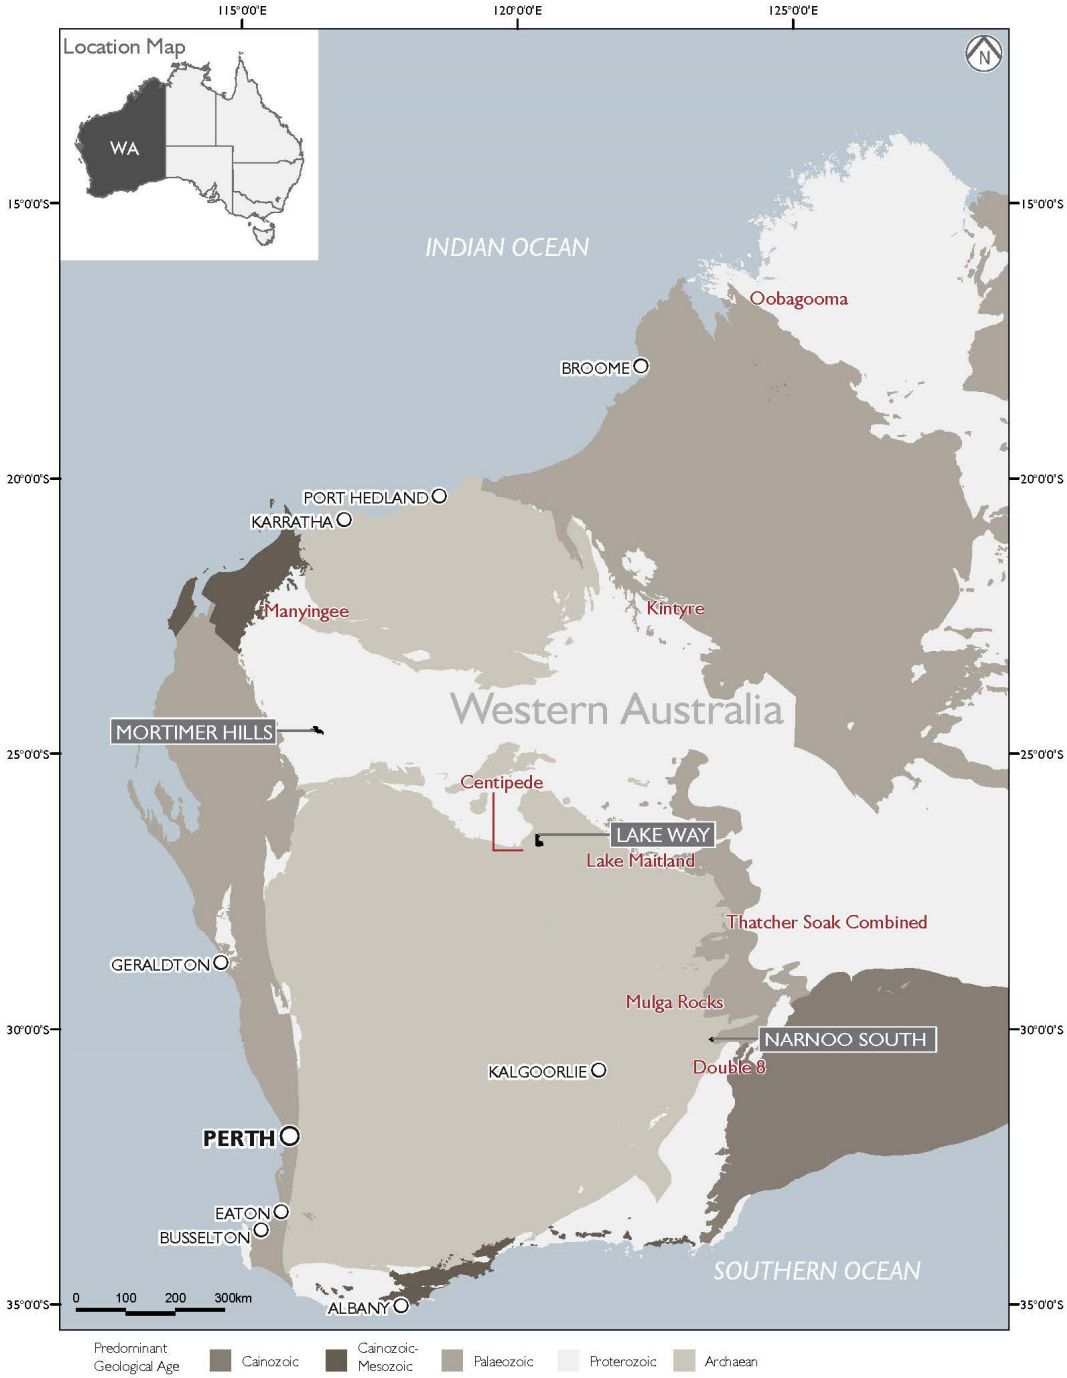 115°0'0"E
120°0'0"E
125°0'0"E
Location Map
N
WA
15°0'0"S
15°0'0"S
INDIAN OCEAN
Oobagooma
BROOME
20°0'0"S
20°0'0"S
PORT HEDLAND
KARRATHA
Manyingee
Kintyre
Western Australia
MORTIMER HILLS
25°0'0"S
25°0'0"S
Centipede
LAKE WAY
Lake Maitland
Thatcher Soak Combined
GERALDTON
Mulga Rocks
30°0'0"S
30°0'0"S
NARNOO SOUTH
KALGOORLIE
Double 8
PERTH
EATON
BUSSELTON
SOUTHERN OCEAN
0 100 200 300km
35°0'0"S
35°0'0"S
ALBANY
Predominant
Geological Age
Cainozoic
Cainozoic-
Mesozoic
Palaeozoic
Proterozoic
Archaean